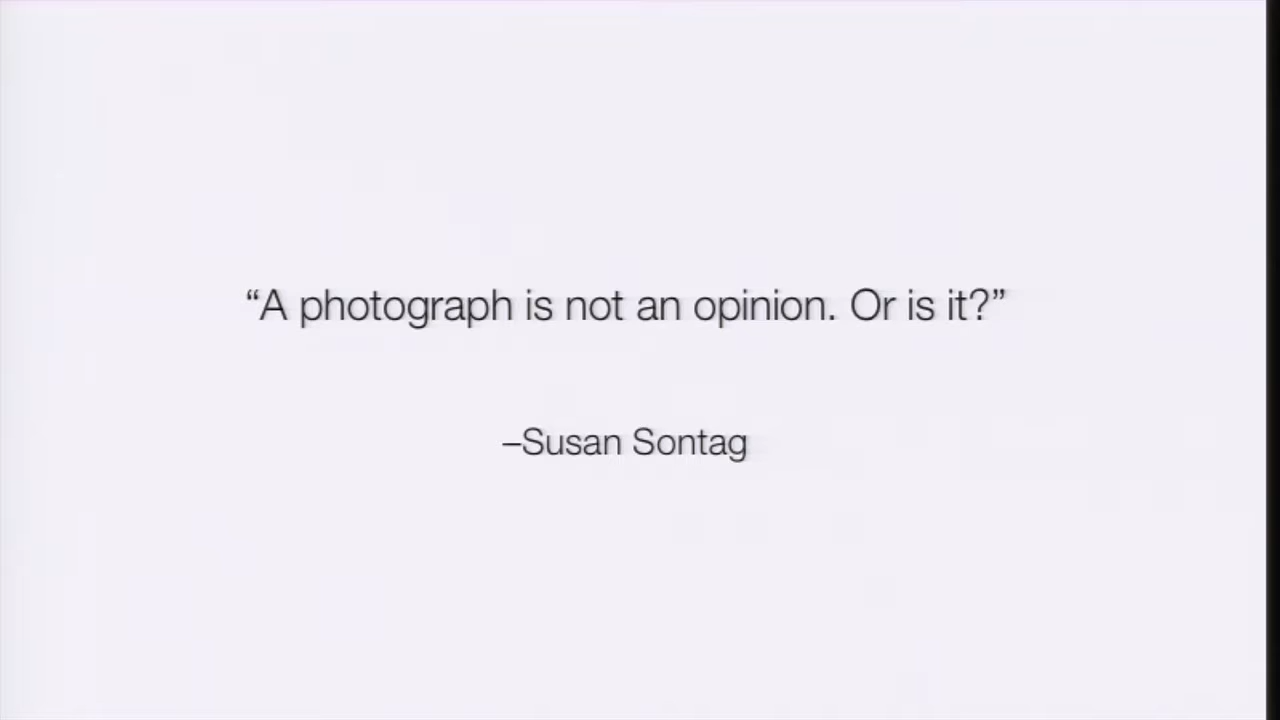 “A photograph is not an opinion. Or is it?”
–Susan Sontag